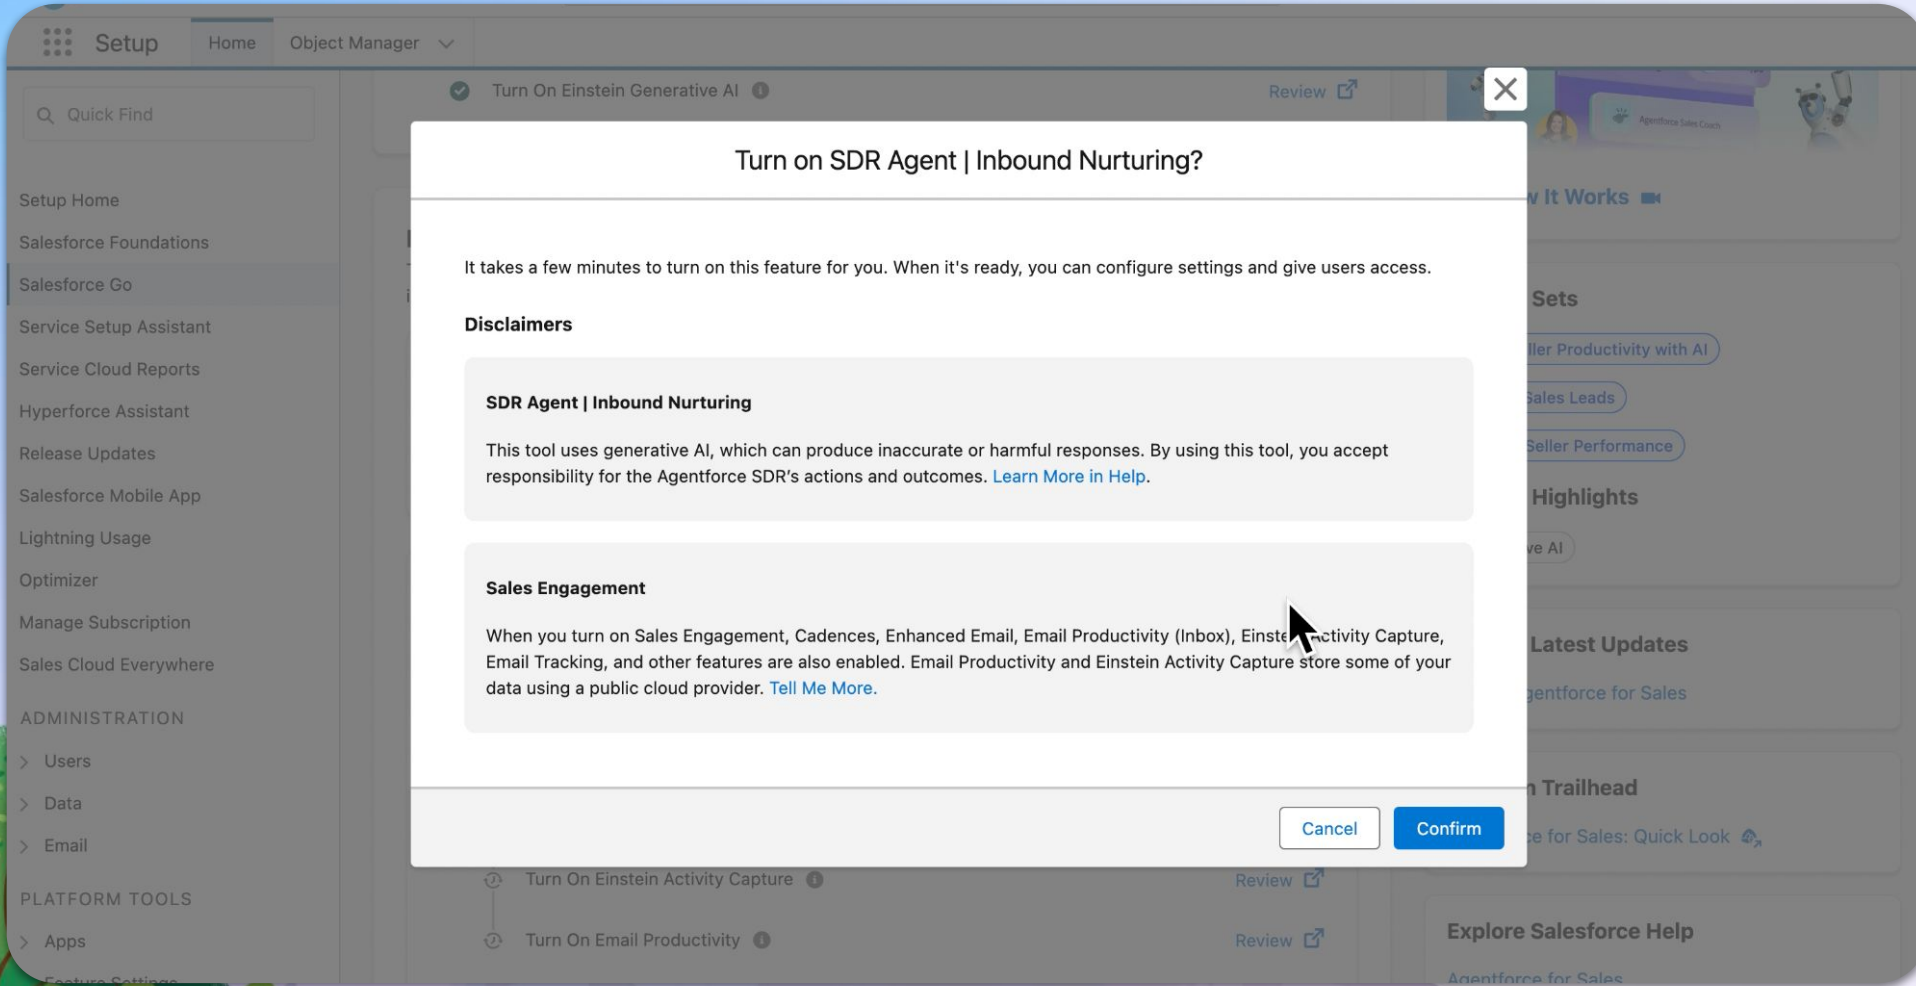 Setup
Home
Object Manager
Quick Find
Setup Home
Salesforce Foundations
Salesforce Go
Service Setup Assistant
Service Cloud Reports
Hyperforce Assistant
Release Updates
Salesforce Mobile App
Lightning Usage
Optimizer
Manage Subscription
Sales Cloud Everywhere
ADMINISTRATION
Users
Data
Email
PLATFORM TOOLS
Apps
Feature Settings
Turn On Einstein Generative AI
Review
Turn on SDR Agent | Inbound Nurturing?
It takes a few minutes to turn on this feature for you. When it's ready, you can configure settings and give users access.
Disclaimers
SDR Agent | Inbound Nurturing
This tool uses generative AI, which can produce inaccurate or harmful responses. By using this tool, you accept
responsibility for the Agentforce SDR's actions and outcomes. Learn More in Help.
Sales Engagement
When you turn on Sales Engagement, Cadences, Enhanced Email, Email Productivity (Inbox), Activity Capture,
Email Tracking, and other features are also enabled. Email Productivity and Einstein Activity Capture store some of your
data using a public cloud provider. Tell Me More.
Cancel
Confirm
Turn On Einstein Activity Capture
Review
Turn On Email Productivity
Review
Agentforce Sales Coach
It Works
Sets
Productivity with AI
Sales Leads
Seller Performance
Highlights
AI
Latest Updates
for Sales
Trailhead
for Sales: Quick Look
Explore Salesforce Help
Agentforce for Sales